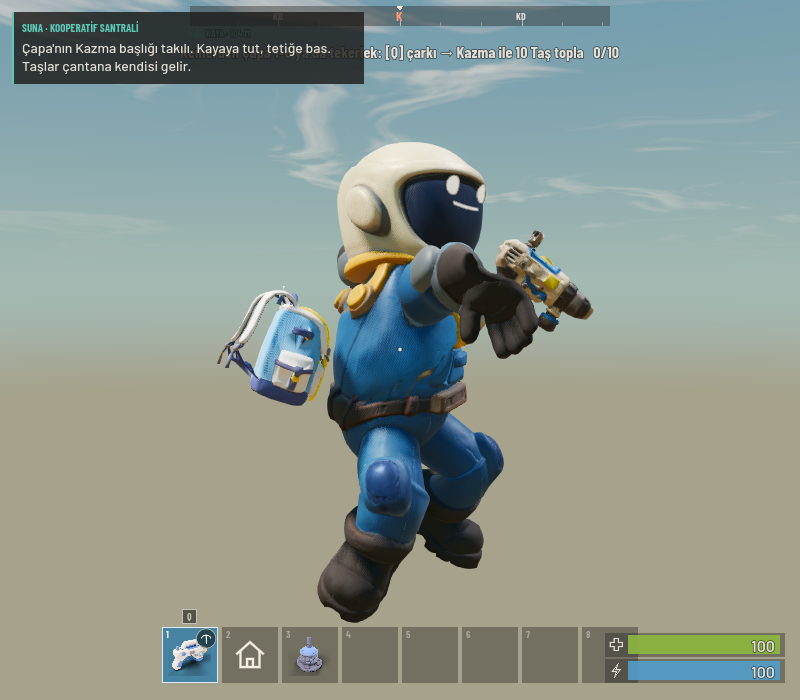 KB
K
KD
SUNA · KOOPERATİF SANTRALİ
Çapa'nın Kazma başlığı takılı. Kayaya tut, tetiğe bas.
Taşlar çantana kendisi gelir.
[Q] çarkı → Kazma ile 10 Taş topla 0/10
Q
1
2
3
4
5
6
7
8
100
100